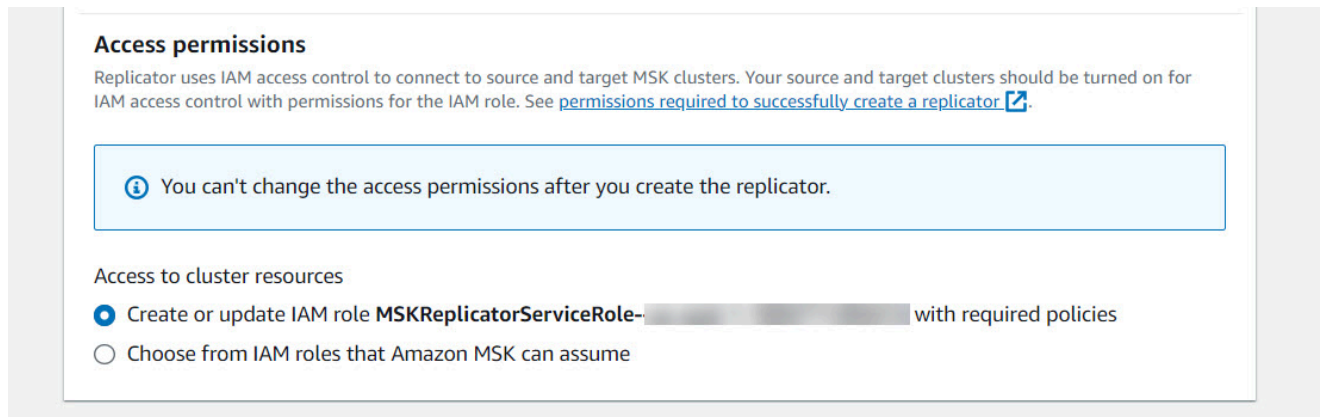 Access permissions
Replicator uses IAM access control to connect to source and target MSK clusters. Your source and target clusters should be turned on for
IAM access control with permissions for the IAM role. See permissions required to successfully create a replicator.
You can't change the access permissions after you create the replicator.
Access to cluster resources
Create or update IAM role MSKReplicatorServiceRole- with required policies
Choose from IAM roles that Amazon MSK can assume